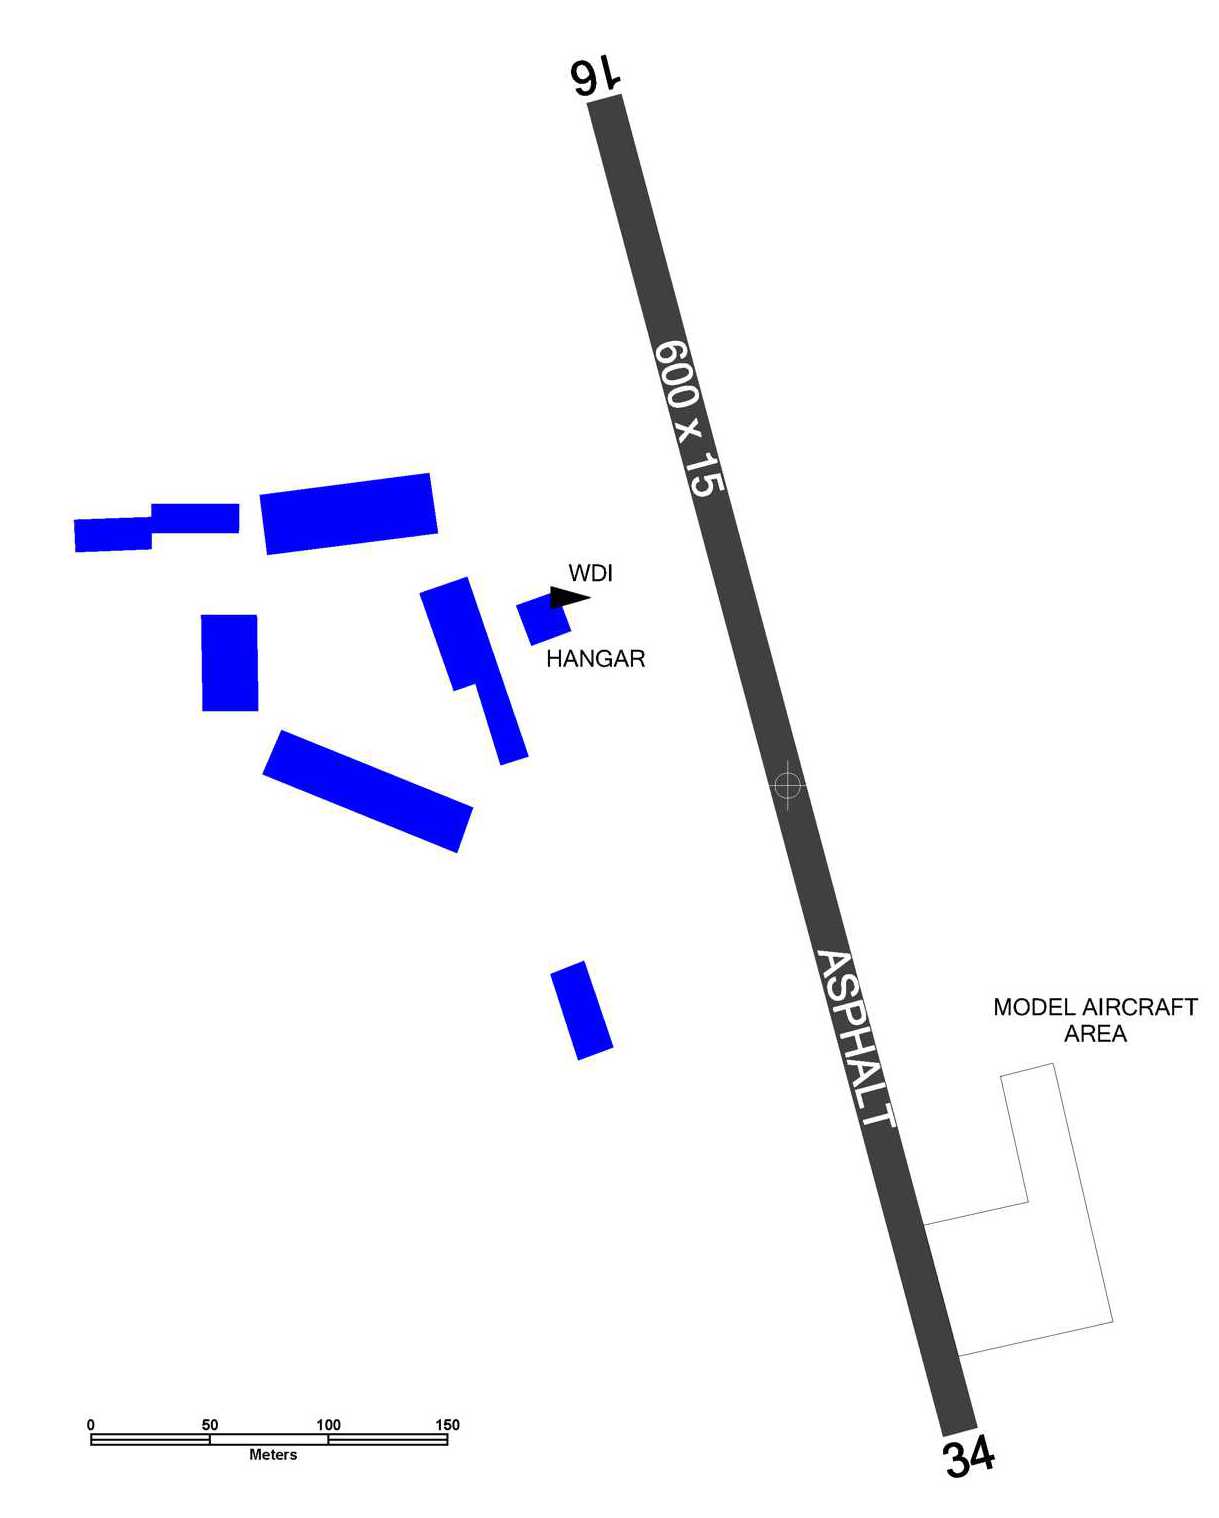 16
600 x 15
WDI
HANGAR
ASPHALT
MODEL AIRCRAFT
AREA
0 50 100 150
Meters
34